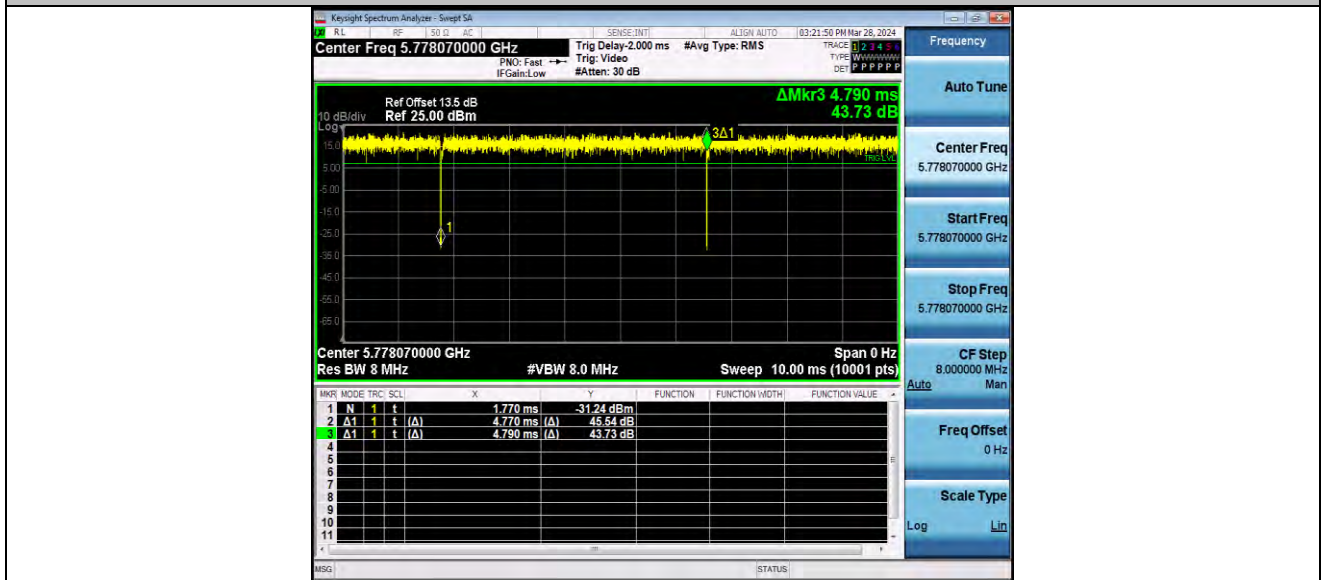 Keysight Spectrum Analyzer - Swept SA
RL RF 50 Ω AC SENSE:INT ALIGN AUTO 03:21:50 PM Mar 28, 2024
Center Freq 5.778070000 GHz
PNO: Fast
IFGain:Low
Trig Delay-2.000 ms
Trig: Video
#Atten: 30 dB
#Avg Type: RMS
TRACE 1 2 3 4 5 6
TYPE
DET P P P P P P
ΔMkr3 4.790 ms
43.73 dB
Ref Offset 13.5 dB
10 dB/div Ref 25.00 dBm
Log
3Δ1
15.0
TRIG LVL
5.00
-5.00
-15.0
1
-25.0
-35.0
-45.0
-55.0
-65.0
Center 5.778070000 GHz Span 0 Hz
Res BW 8 MHz #VBW 8.0 MHz Sweep 10.00 ms (10001 pts)
MKR MODE TRC SCL X Y FUNCTION FUNCTION WIDTH FUNCTION VALUE
1 N 1 t 1.770 ms -31.24 dBm
2 Δ1 1 t (Δ) 4.770 ms (Δ) 45.54 dB
3 Δ1 1 t (Δ) 4.790 ms (Δ) 43.73 dB
4
5
6
7
8
9
10
11
MSG STATUS
Frequency
Auto Tune
Center Freq
5.778070000 GHz
Start Freq
5.778070000 GHz
Stop Freq
5.778070000 GHz
CF Step
8.000000 MHz
Auto Man
Freq Offset
0 Hz
Scale Type
Log Lin